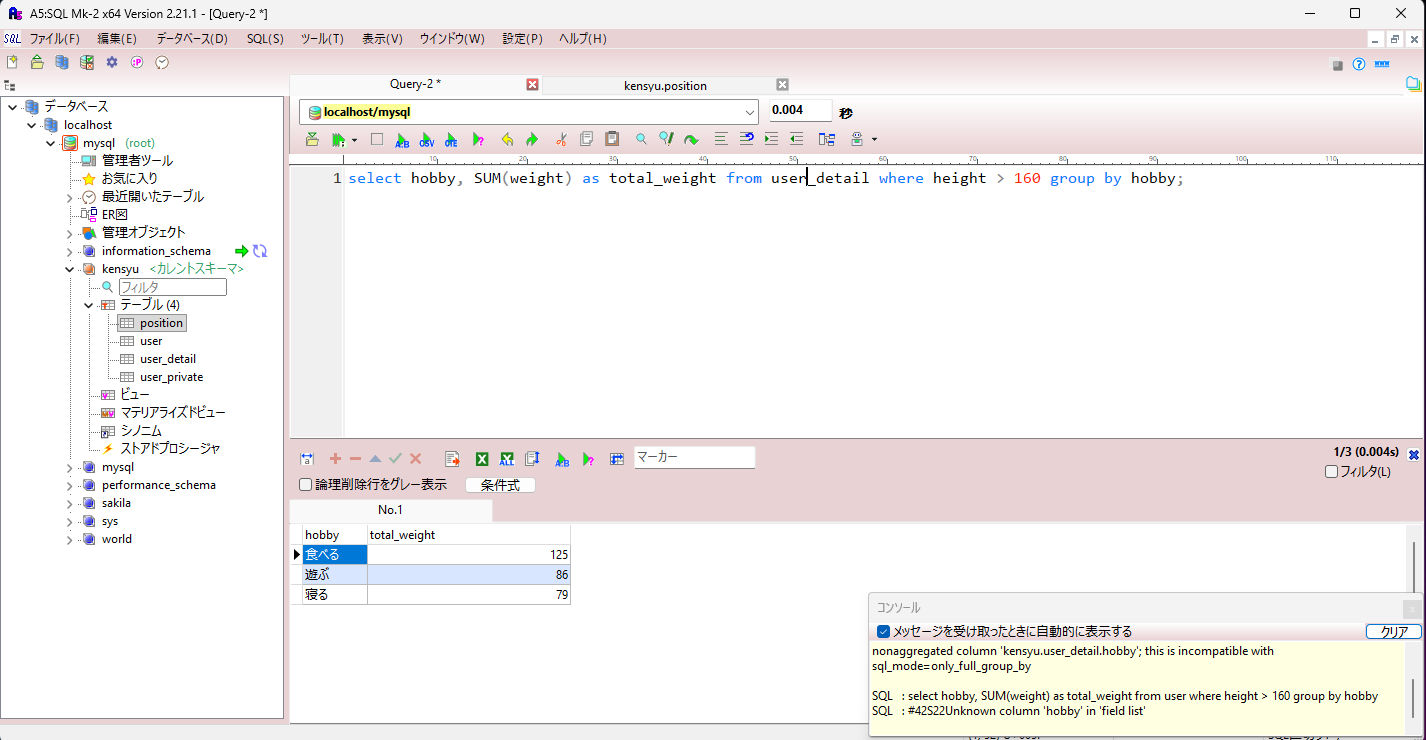 A5:SQL Mk-2 x64 Version 2.21.1 - [Query-2 *]
SQL ファイル(F) 編集(E) データベース(D) SQL(S) ツール(T) 表示(V) ウインドウ(W) 設定(P) ヘルプ(H)
データベース
localhost
mysql (root)
管理者ツール
お気に入り
最近開いたテーブル
ER図
管理オブジェクト
information_schema
kensyu <カレントスキーマ>
フィルタ
テーブル (4)
position
user
user_detail
user_private
ビュー
マテリアライズドビュー
シノニム
ストアドプロシージャ
mysql
performance_schema
sakila
sys
world
Query-2 * kensyu.position
localhost/mysql 0.004 秒
10 20 30 40 50 60 70 80 90 100 110
1 select hobby, SUM(weight) as total_weight from user_detail where height > 160 group by hobby;
マーカー 1/3 (0.004s)
論理削除行をグレー表示 条件式 フィルタ(L)
No.1
hobby total_weight
食べる 125
遊ぶ 86
寝る 79
コンソール
メッセージを受け取ったときに自動的に表示する クリア
nonaggregated column 'kensyu.user_detail.hobby'; this is incompatible with
sql_mode=only_full_group_by
SQL : select hobby, SUM(weight) as total_weight from user where height > 160 group by hobby
SQL : #42S22Unknown column 'hobby' in 'field list'